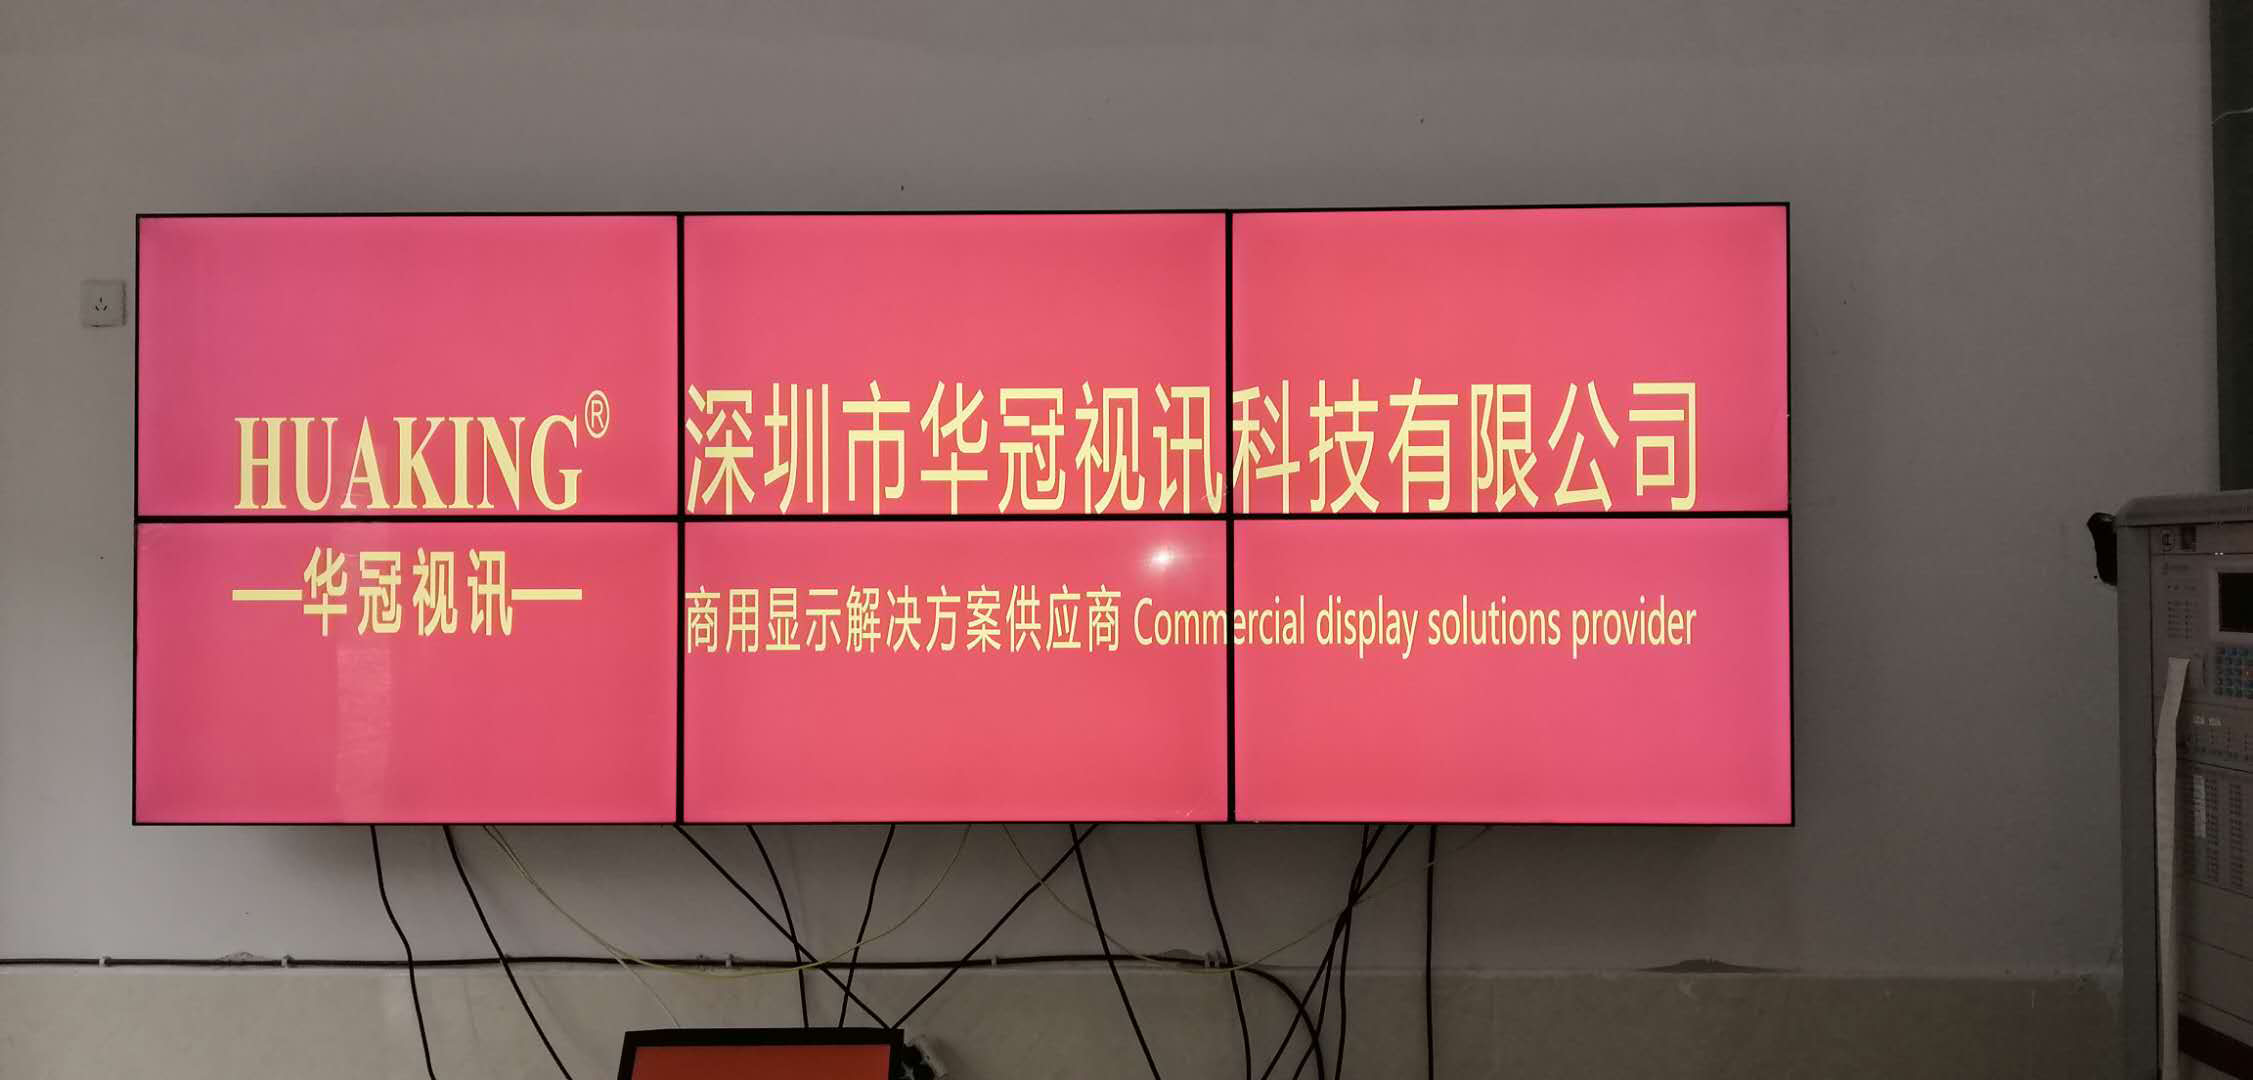 HUAKING®
—华冠视讯—
深圳市华冠视讯科技有限公司
商用显示解决方案供应商 Commercial display solutions provider